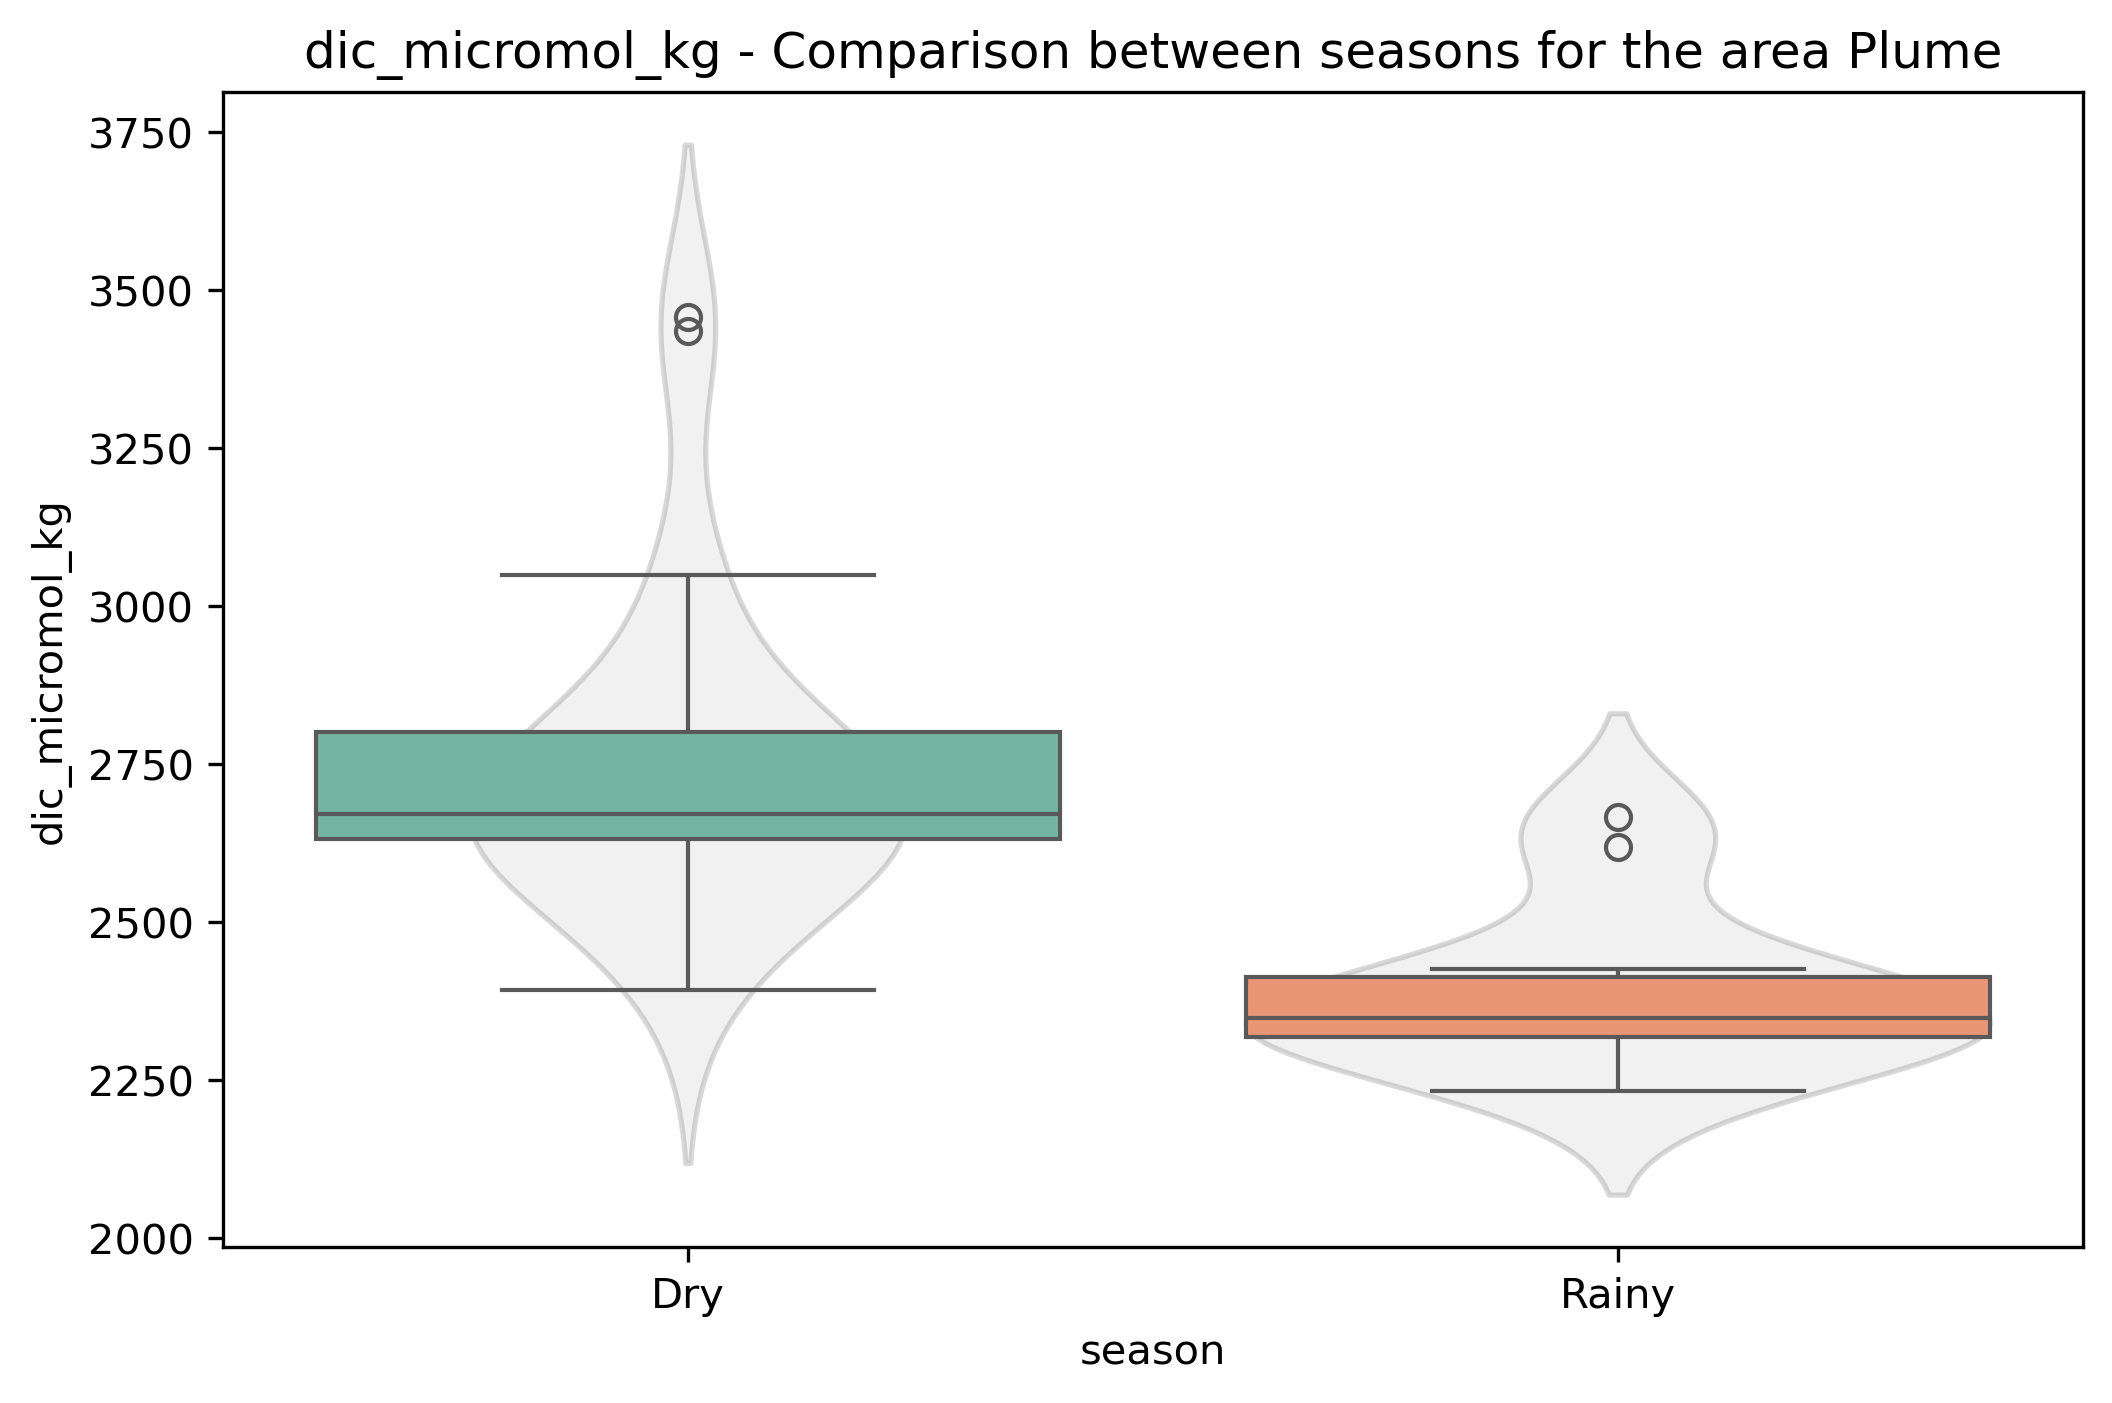 dic_micromol_kg - Comparison between seasons for the area Plume
dic_micromol_kg
3750
3500
3250
3000
2750
2500
2250
2000
Dry
Rainy
season